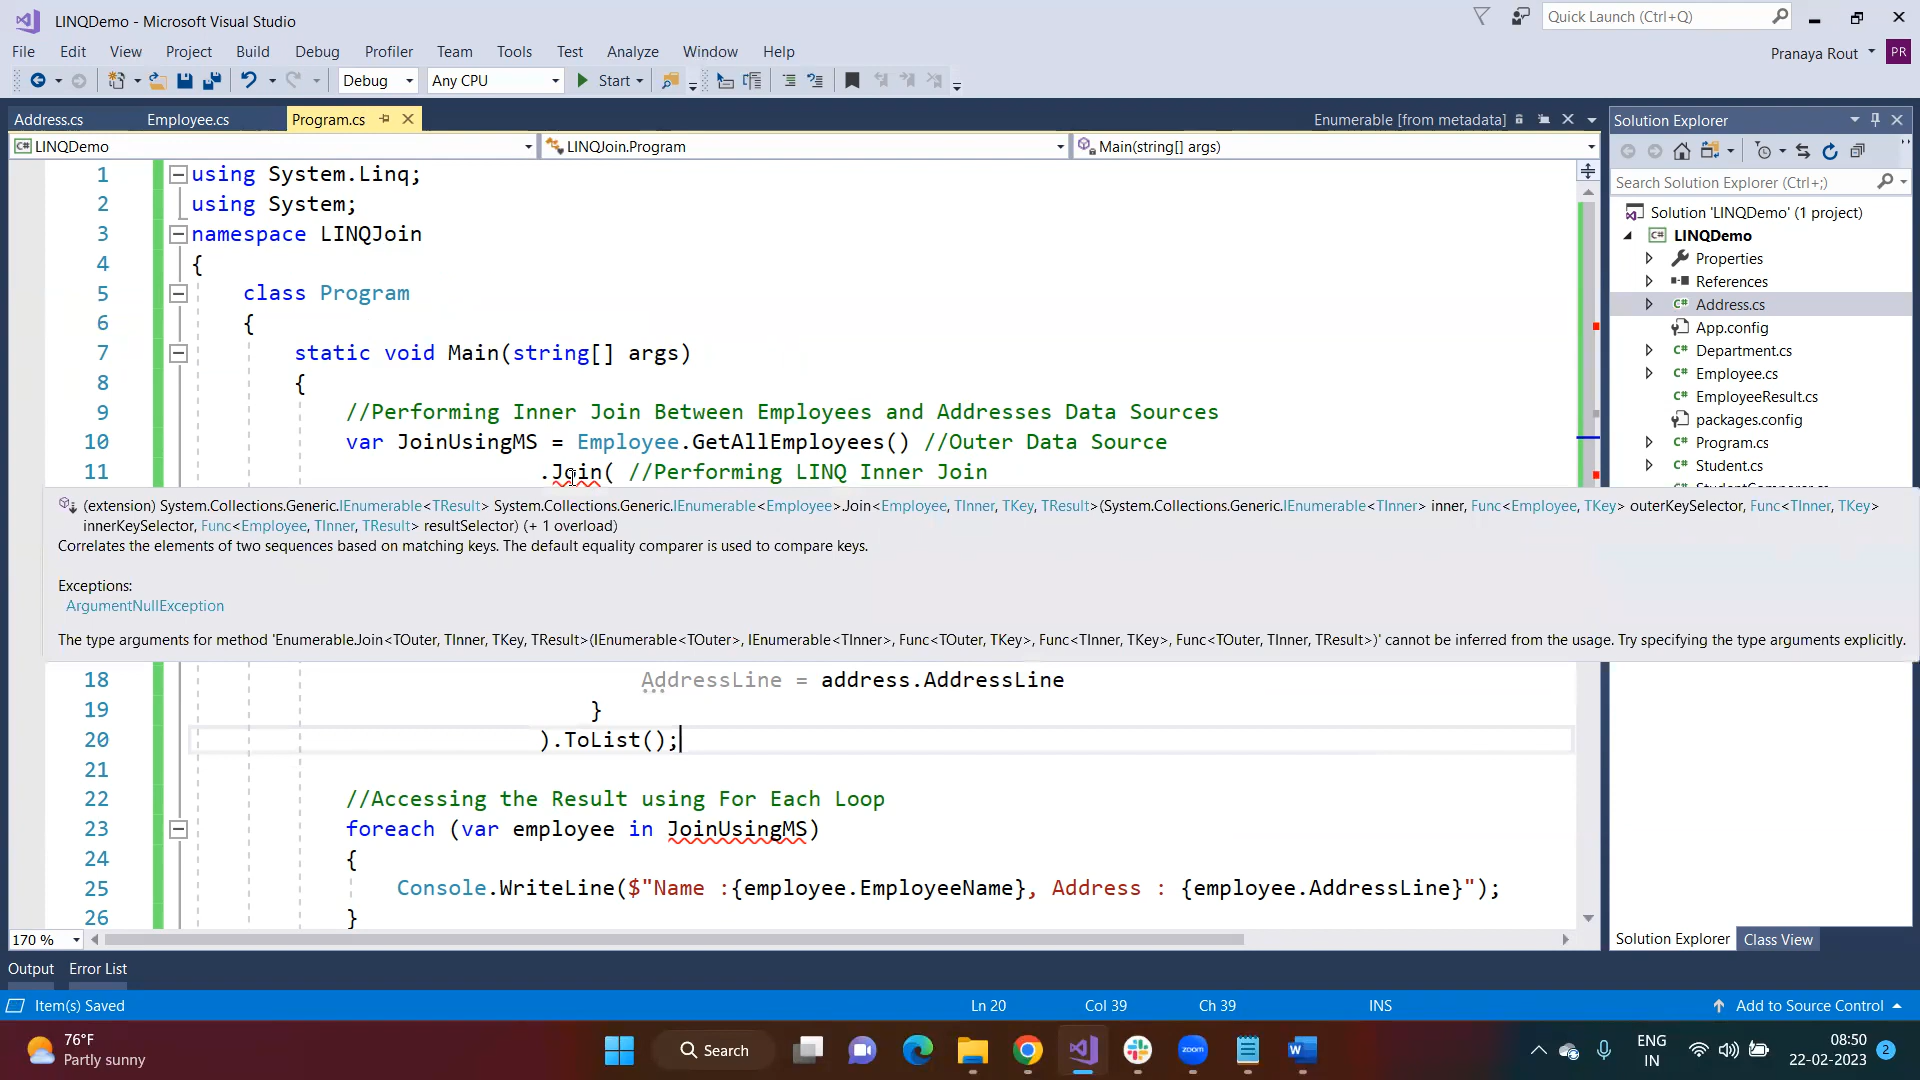 LINQDemo - Microsoft Visual Studio
Quick Launch (Ctrl+Q)
File Edit View Project Build Debug Profiler Team Tools Test Analyze Window Help
Pranaya Rout PR
Debug Any CPU Start
Address.cs Employee.cs Program.cs Enumerable [from metadata]
Solution Explorer
LINQDemo LINQJoin.Program Main(string[] args)
Search Solution Explorer (Ctrl+;)
1 using System.Linq;
2 using System;
3 namespace LINQJoin
4 {
5 class Program
6 {
7 static void Main(string[] args)
8 {
9 //Performing Inner Join Between Employees and Addresses Data Sources
10 var JoinUsingMS = Employee.GetAllEmployees() //Outer Data Source
11 .Join( //Performing LINQ Inner Join
(extension) System.Collections.Generic.IEnumerable<TResult> System.Collections.Generic.IEnumerable<Employee>.Join<Employee, TInner, TKey, TResult>(System.Collections.Generic.IEnumerable<TInner> inner, Func<Employee, TKey> outerKeySelector, Func<TInner, TKey>
innerKeySelector, Func<Employee, TInner, TResult> resultSelector) (+ 1 overload)
Correlates the elements of two sequences based on matching keys. The default equality comparer is used to compare keys.
Exceptions:
ArgumentNullException
The type arguments for method 'Enumerable.Join<TOuter, TInner, TKey, TResult>(IEnumerable<TOuter>, IEnumerable<TInner>, Func<TOuter, TKey>, Func<TInner, TKey>, Func<TOuter, TInner, TResult>)' cannot be inferred from the usage. Try specifying the type arguments explicitly.
18 AddressLine = address.AddressLine
19 }
20 ).ToList();
21
22 //Accessing the Result using For Each Loop
23 foreach (var employee in JoinUsingMS)
24 {
25 Console.WriteLine($"Name :{employee.EmployeeName}, Address : {employee.AddressLine}");
26 }
Solution 'LINQDemo' (1 project)
LINQDemo
Properties
References
Address.cs
App.config
Department.cs
Employee.cs
EmployeeResult.cs
packages.config
Program.cs
Student.cs
170 %
Solution Explorer Class View
Output Error List
Item(s) Saved Ln 20 Col 39 Ch 39 INS Add to Source Control
76°F
Partly sunny
Search
zoom
ENG
IN
08:50
22-02-2023
2